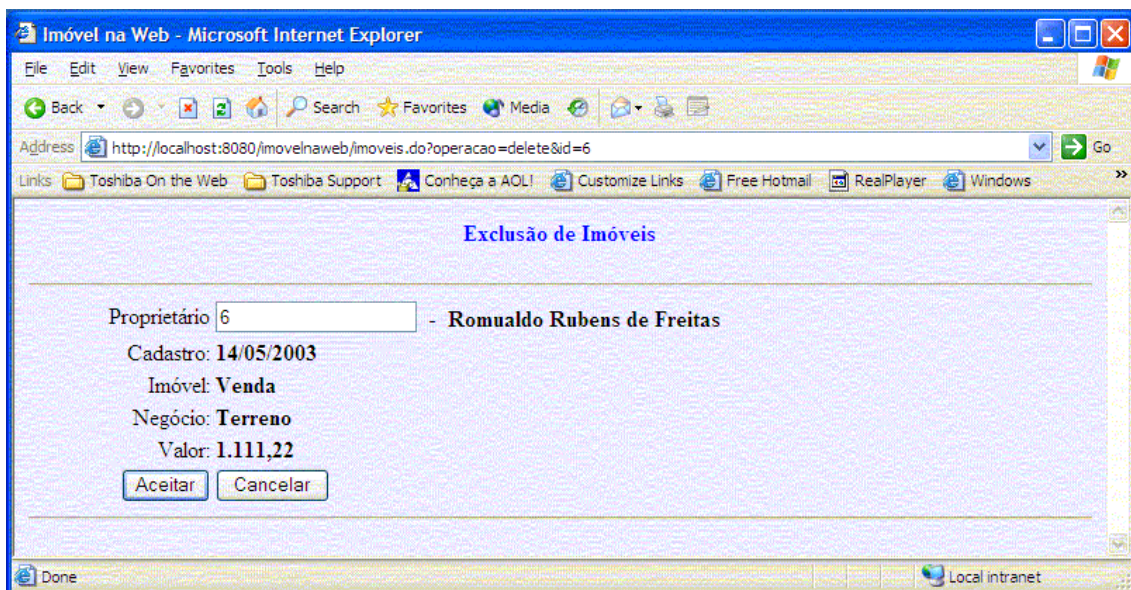 Imóvel na Web - Microsoft Internet Explorer
File Edit View Favorites Tools Help
Back Search Favorites Media
Address http://localhost:8080/imovelnaweb/imoveis.do?operacao=delete&id=6 Go
Links Toshiba On the Web Toshiba Support Conheça a AOL! Customize Links Free Hotmail RealPlayer Windows »
Exclusão de Imóveis
Proprietário 6 - Romualdo Rubens de Freitas
Cadastro: 14/05/2003
Imóvel: Venda
Negócio: Terreno
Valor: 1.111,22
Aceitar Cancelar
Done Local intranet